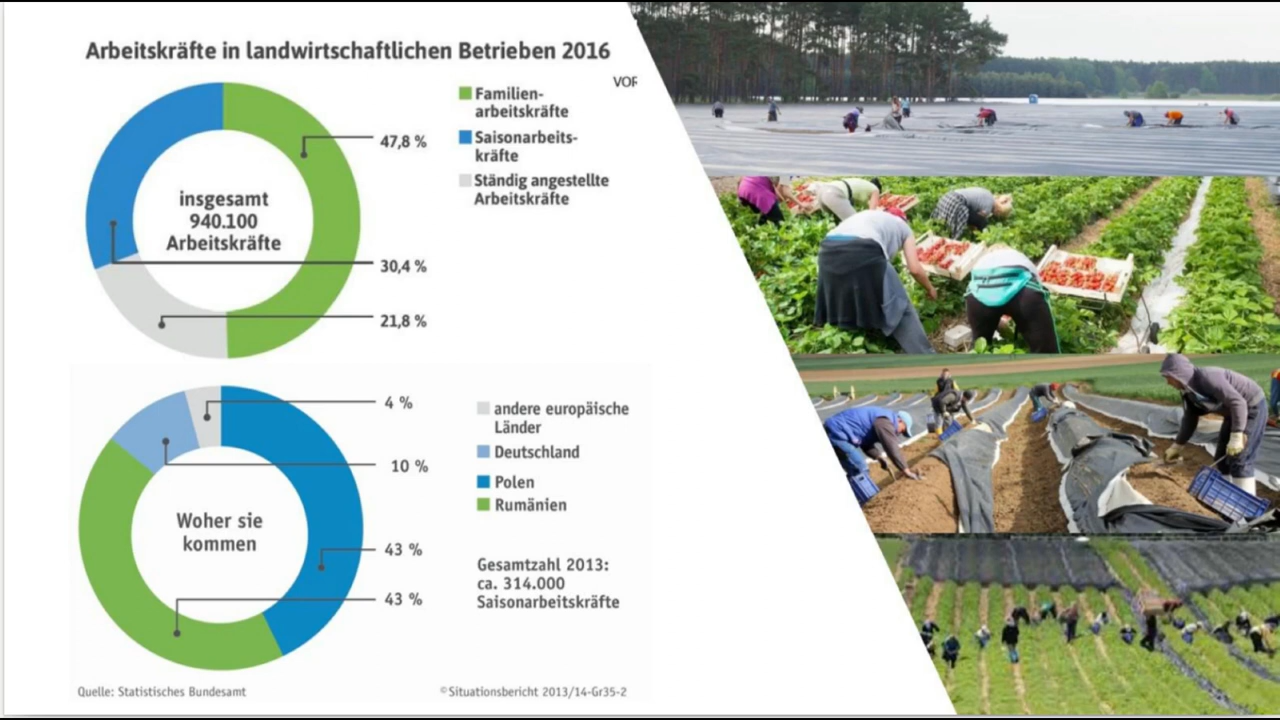 Arbeitskräfte in landwirtschaftlichen Betrieben 2016
VOR
Familien-
arbeitskräfte
47,8 %
Saisonarbeits-
kräfte
Ständig angestellte
Arbeitskräfte
insgesamt
940.100
Arbeitskräfte
30,4 %
21,8 %
4 %
andere europäische
Länder
10 %
Deutschland
Polen
Rumänien
Woher sie
kommen
43 %
43 %
Gesamtzahl 2013:
ca. 314.000
Saisonarbeitskräfte
Quelle: Statistisches Bundesamt
©Situationsbericht 2013/14-Gr35-2